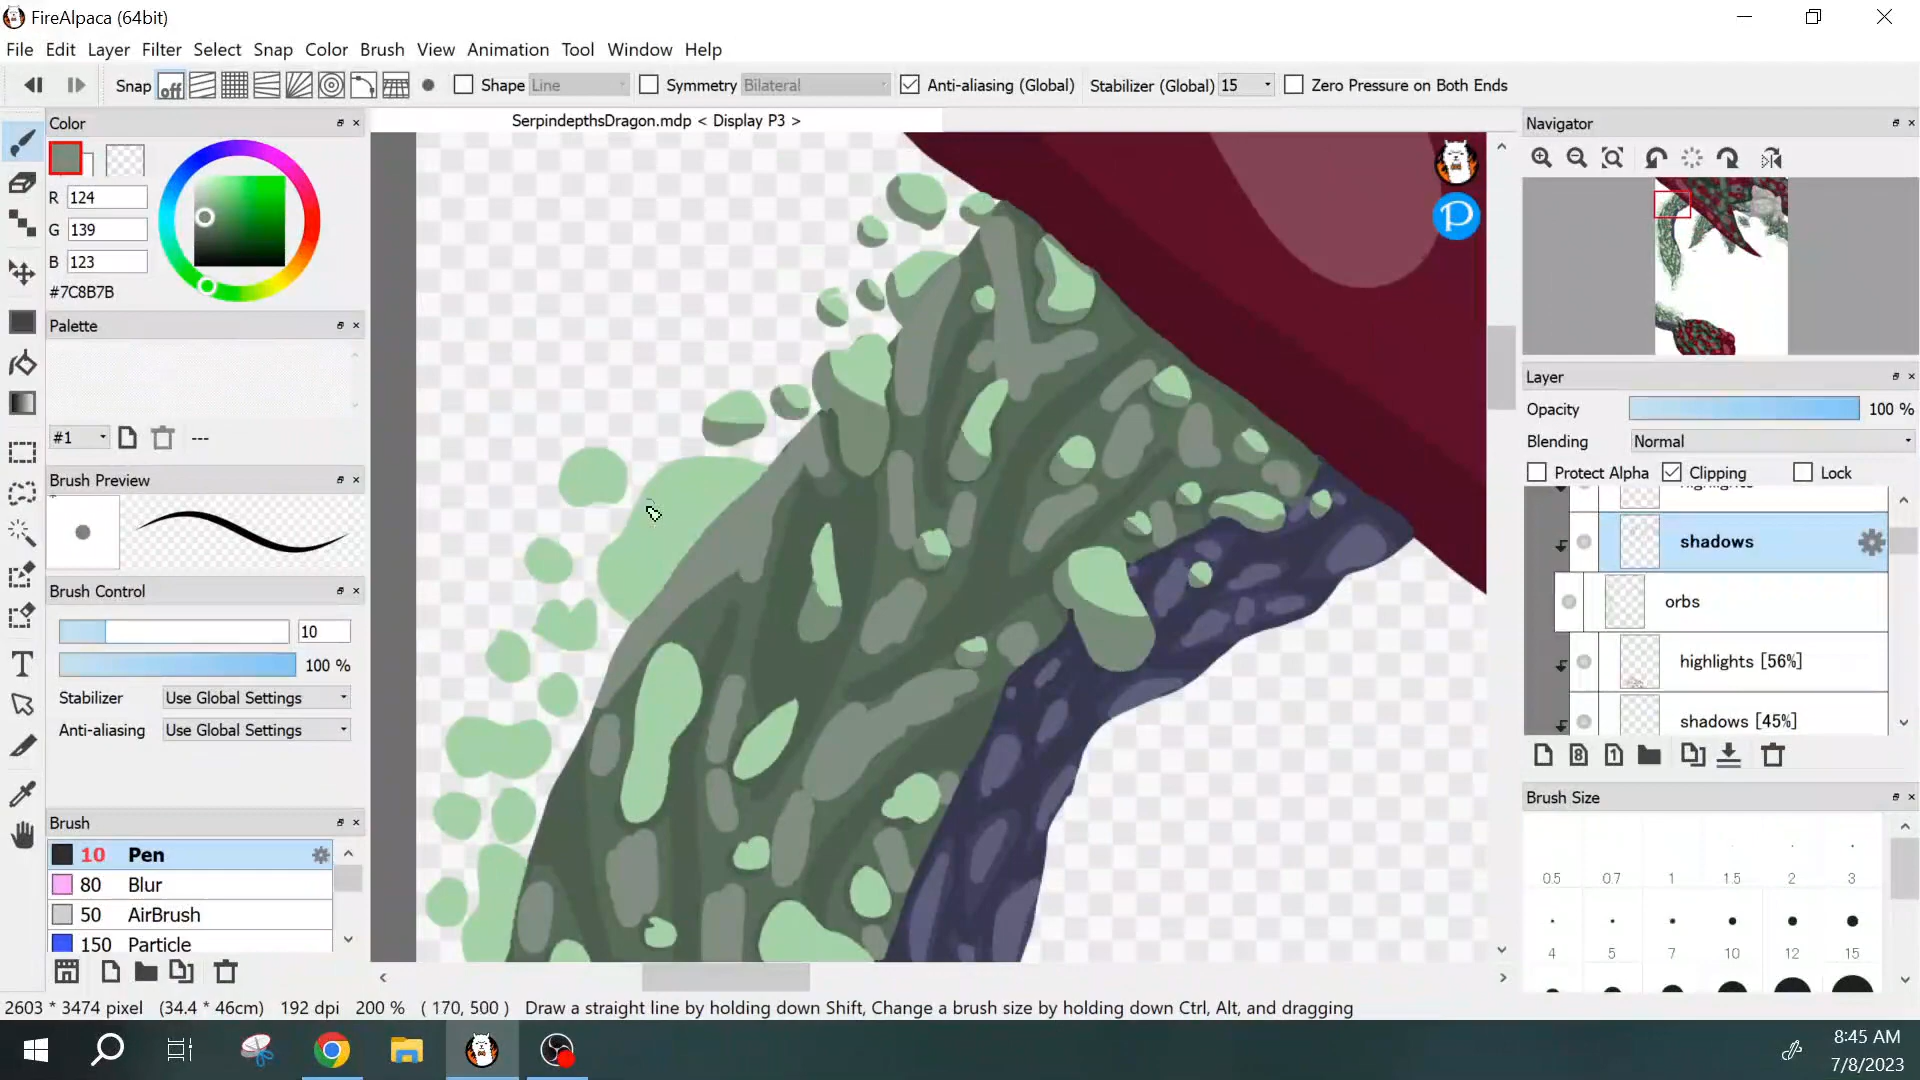 FireAlpaca (64bit)
File Edit Layer Filter Select Snap Color Brush View Animation Tool Window Help
Snap off Shape Line Symmetry Bilateral Anti-aliasing (Global) Stabilizer (Global) 15 Zero Pressure on Both Ends
Color
SerpindepthsDragon.mdp < Display P3 >
Navigator
R 124
G 139
B 123
#7C8B7B
P
Palette
#1 ---
Brush Preview
Brush Control
10
100 %
Stabilizer Use Global Settings
Anti-aliasing Use Global Settings
Brush
10 Pen
80 Blur
50 AirBrush
150 Particle
Layer
Opacity 100 %
Blending Normal
Protect Alpha Clipping Lock
shadows
orbs
highlights [56%]
shadows [45%]
8 1
Brush Size
0.5 0.7 1 1.5 2 3
4 5 7 10 12 15
2603 * 3474 pixel (34.4 * 46cm) 192 dpi 200 % ( 170, 500 ) Draw a straight line by holding down Shift, Change a brush size by holding down Ctrl, Alt, and dragging
8:45 AM
7/8/2023